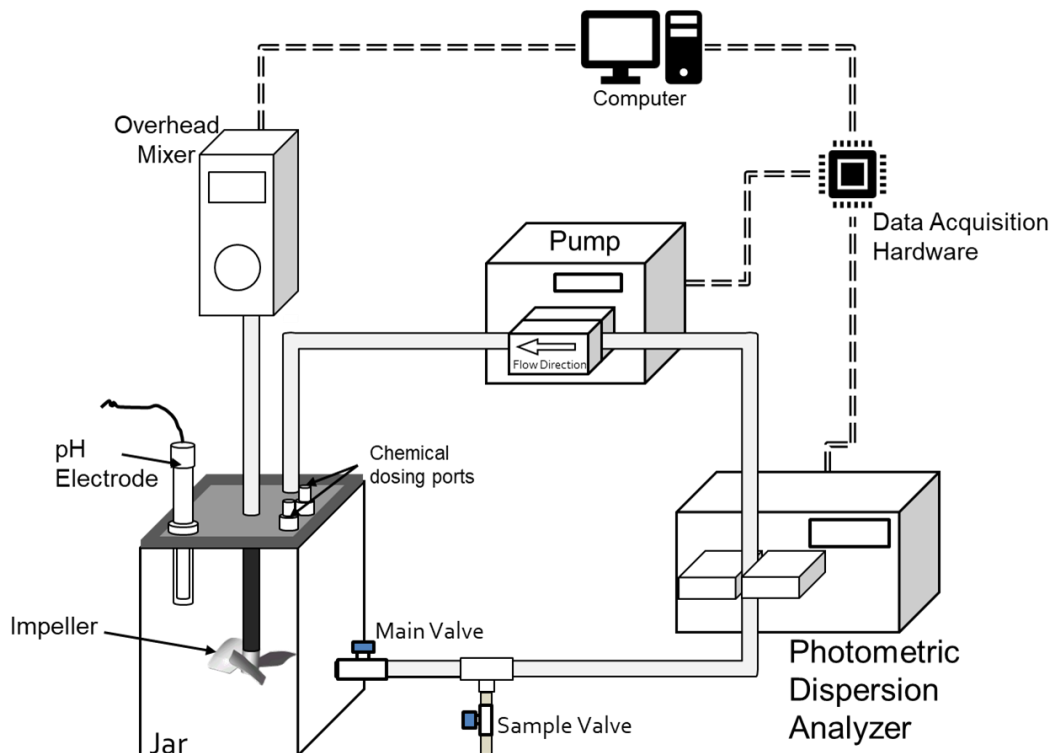 Computer
Overhead
Mixer
Data Acquisition
Hardware
Pump
Flow Direction
pH
Electrode
Chemical
dosing ports
Impeller
Main Valve
Photometric
Dispersion
Analyzer
Sample Valve
Jar